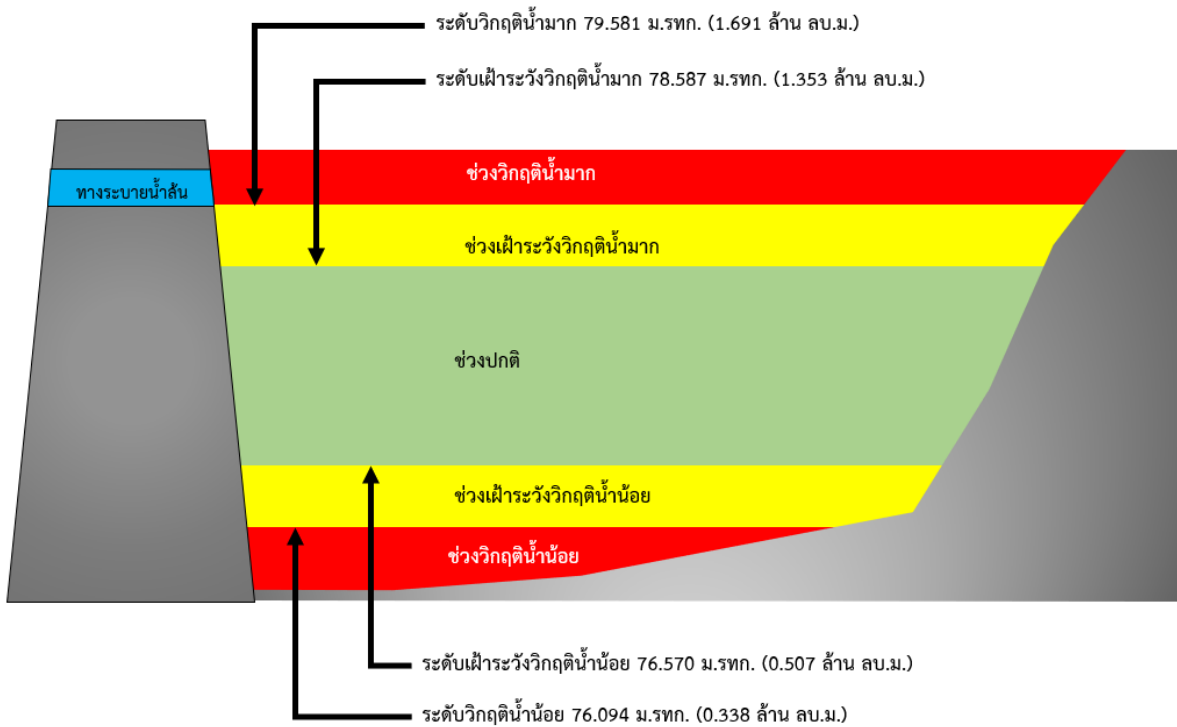 ระดับวิกฤติน้ำมาก 79.581 ม.รทก. (1.691 ล้าน ลบ.ม.)
ระดับเฝ้าระวังวิกฤติน้ำมาก 78.587 ม.รทก. (1.353 ล้าน ลบ.ม.)
ช่วงวิกฤติน้ำมาก
ทางระบายน้ำล้น
ช่วงเฝ้าระวังวิกฤติน้ำมาก
ช่วงปกติ
ช่วงเฝ้าระวังวิกฤติน้ำน้อย
ช่วงวิกฤติน้ำน้อย
ระดับเฝ้าระวังวิกฤติน้ำน้อย 76.570 ม.รทก. (0.507 ล้าน ลบ.ม.)
ระดับวิกฤติน้ำน้อย 76.094 ม.รทก. (0.338 ล้าน ลบ.ม.)